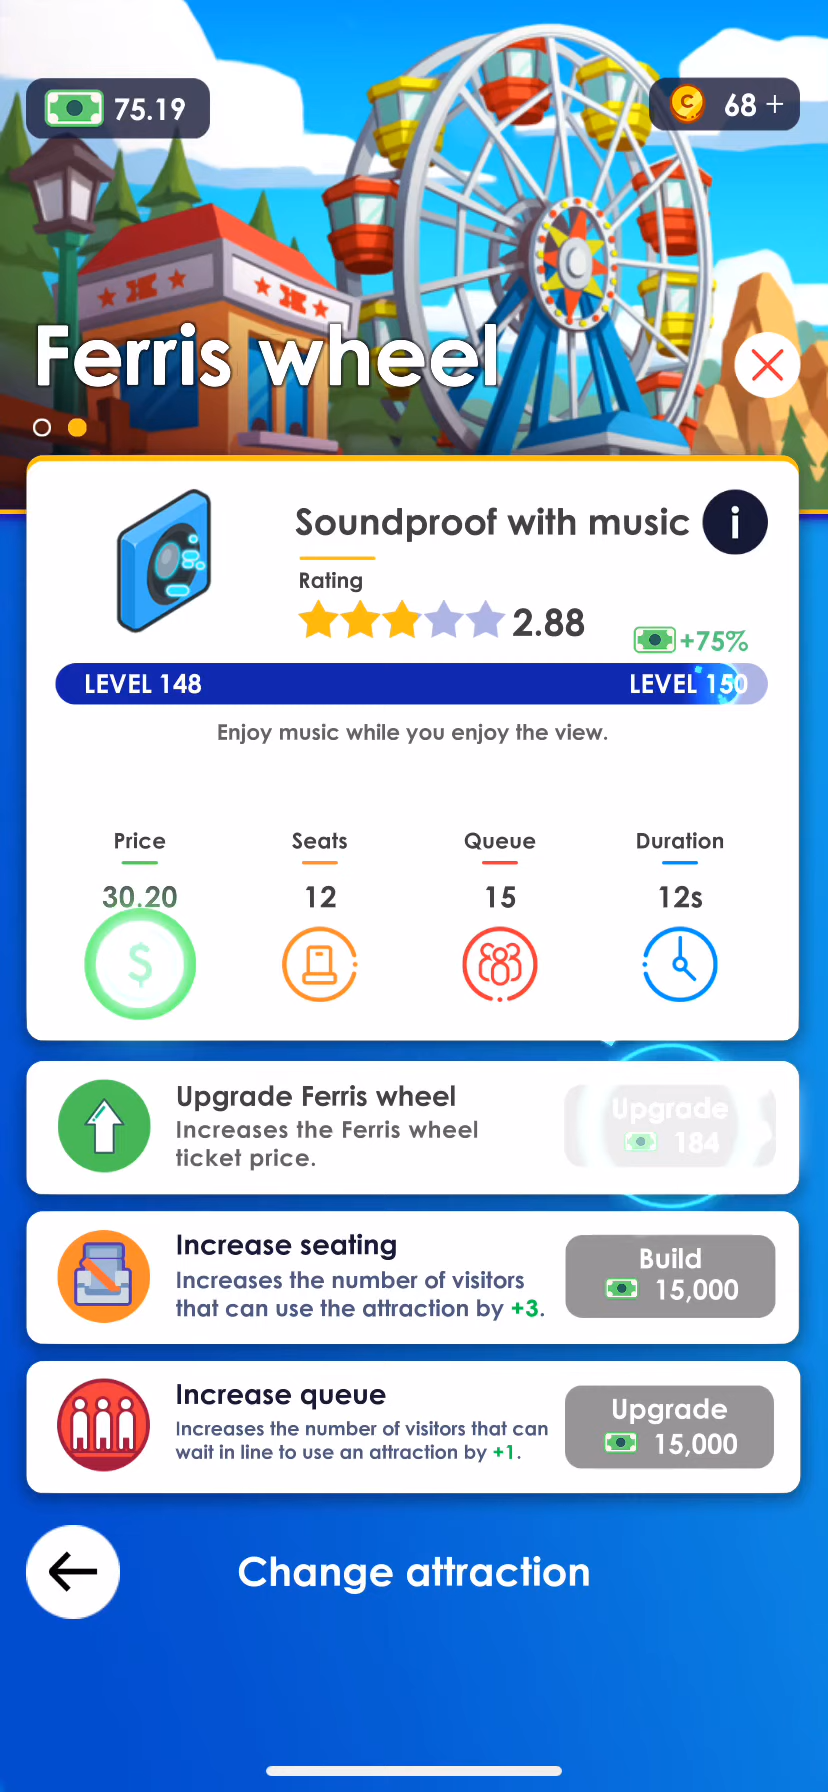 75.19
68 +
Ferris wheel
Soundproof with music
i
Rating
2.88
+75%
LEVEL 148
LEVEL 150
Enjoy music while you enjoy the view.
Price
Seats
Queue
Duration
30.20
12
15
12s
$
Upgrade Ferris wheel
Increases the Ferris wheel
ticket price.
Upgrade
184
Increase seating
Increases the number of visitors
that can use the attraction by +3.
Build
15,000
Increase queue
Increases the number of visitors that can
wait in line to use an attraction by +1.
Upgrade
15,000
Change attraction